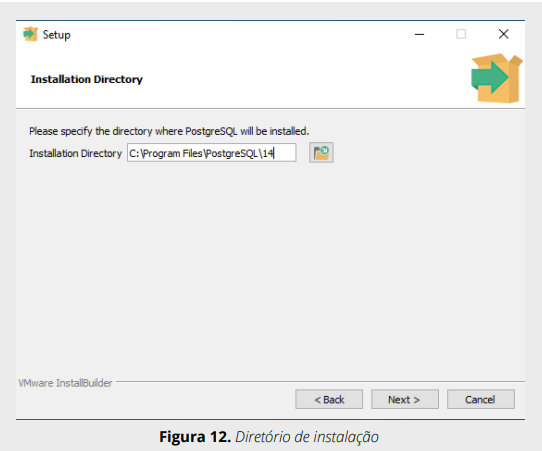 Setup
Installation Directory
Please specify the directory where PostgreSQL will be installed.
Installation Directory C:\Program Files\PostgreSQL\14
VMware InstallBuilder
< Back Next > Cancel
Figura 12. Diretório de instalação